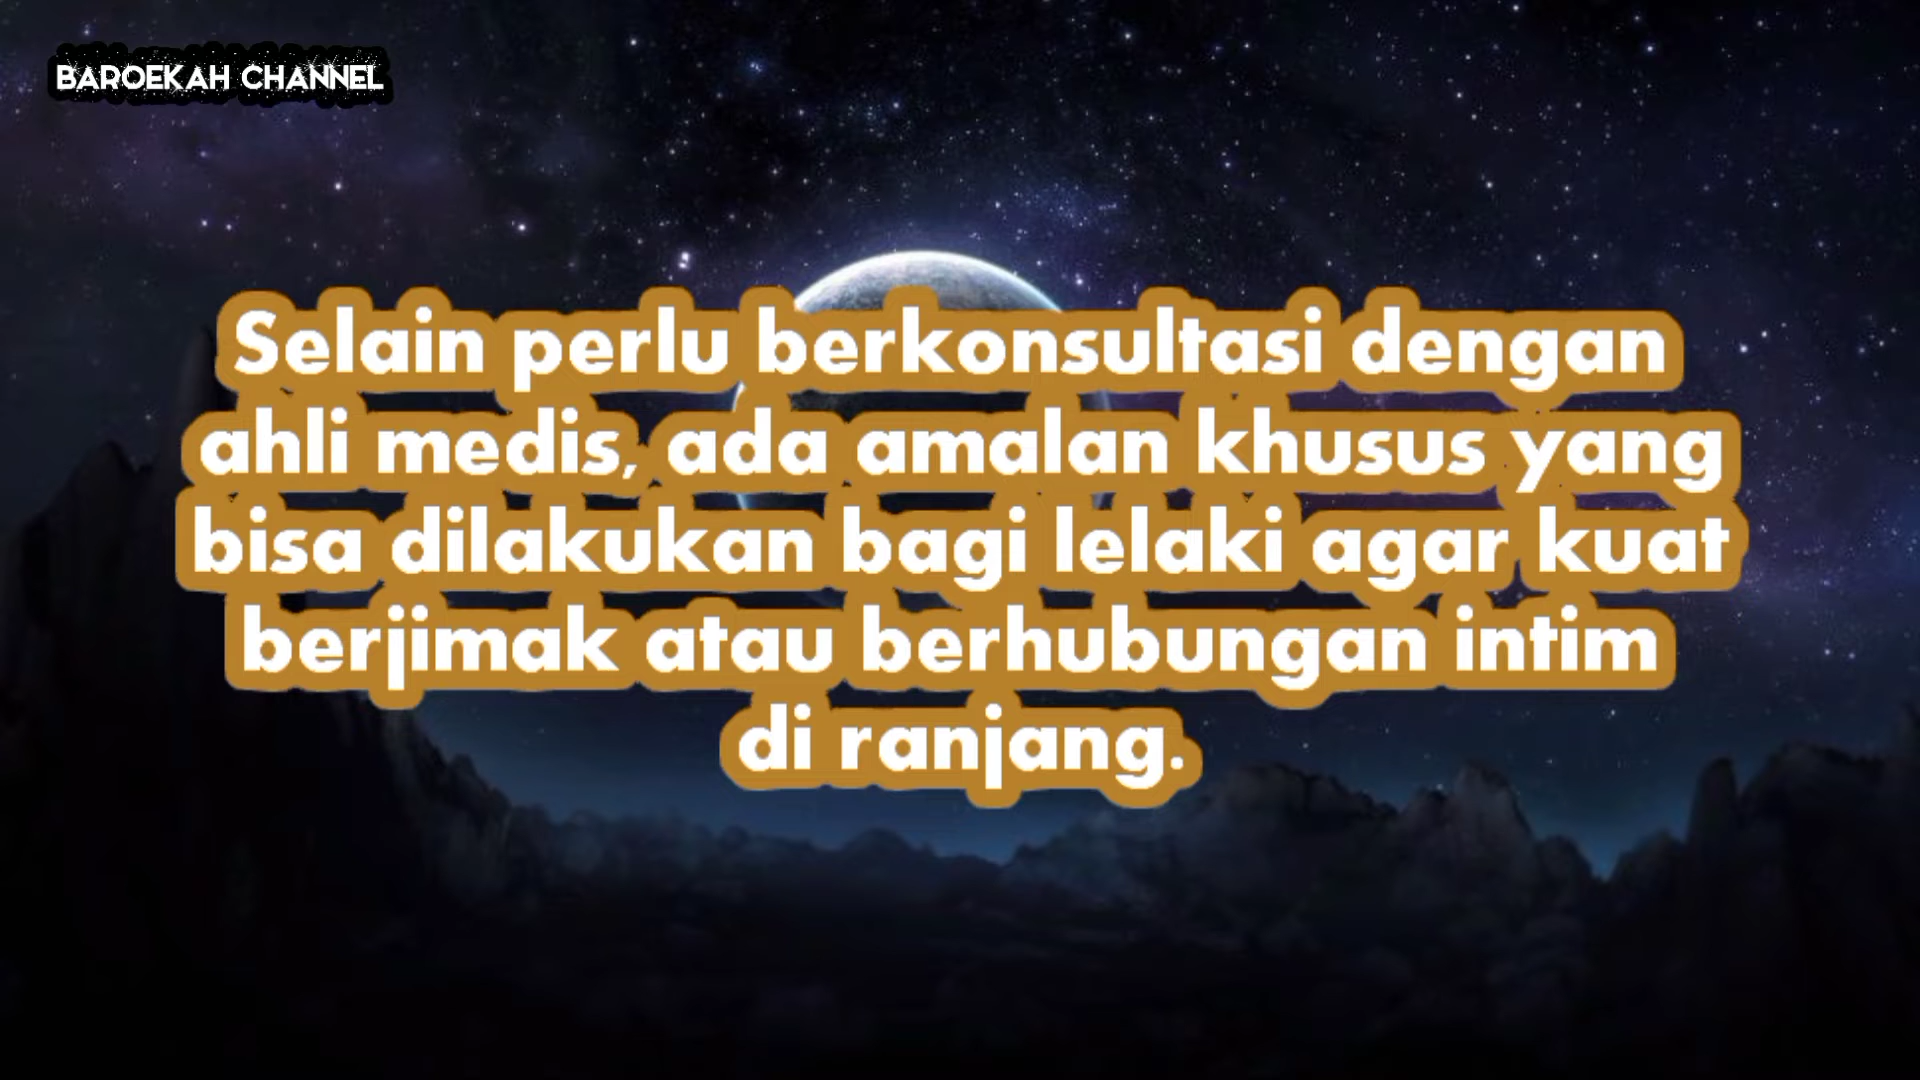 BAROEKAH CHANNEL
Selain perlu berkonsultasi dengan
ahli medis, ada amalan khusus yang
bisa dilakukan bagi lelaki agar kuat
berjimak atau berhubungan intim
di ranjang.